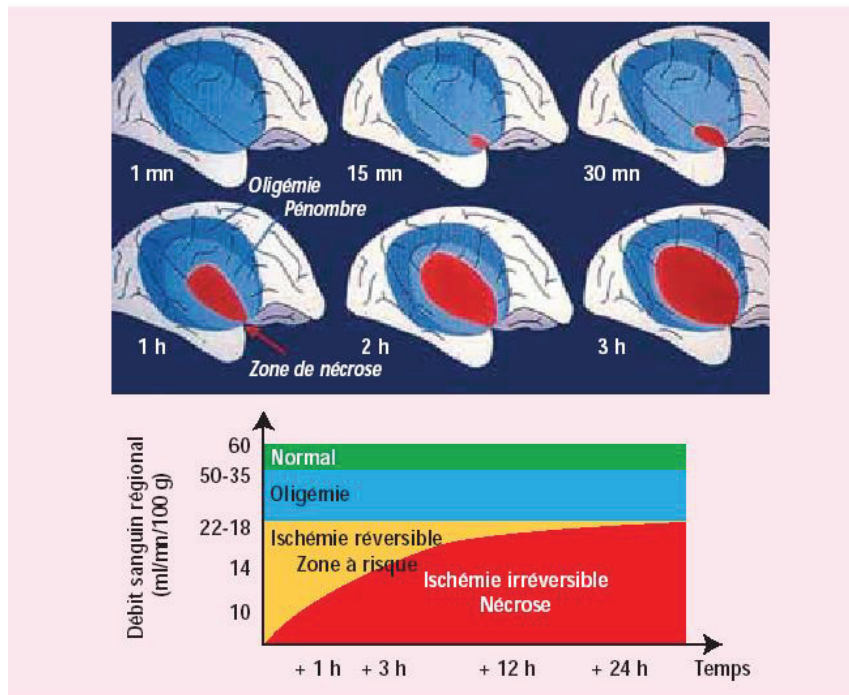 1 mn
15 mn
30 mn
Oligémie
Pénombre
1 h
2 h
3 h
Zone de nécrose
Débit sanguin régional
(ml/mn/100 g)
60
50-35
22-18
14
10
Normal
Oligémie
Ischémie réversible
Zone à risque
Ischémie irréversible
Nécrose
+ 1 h
+ 3 h
+ 12 h
+ 24 h
Temps